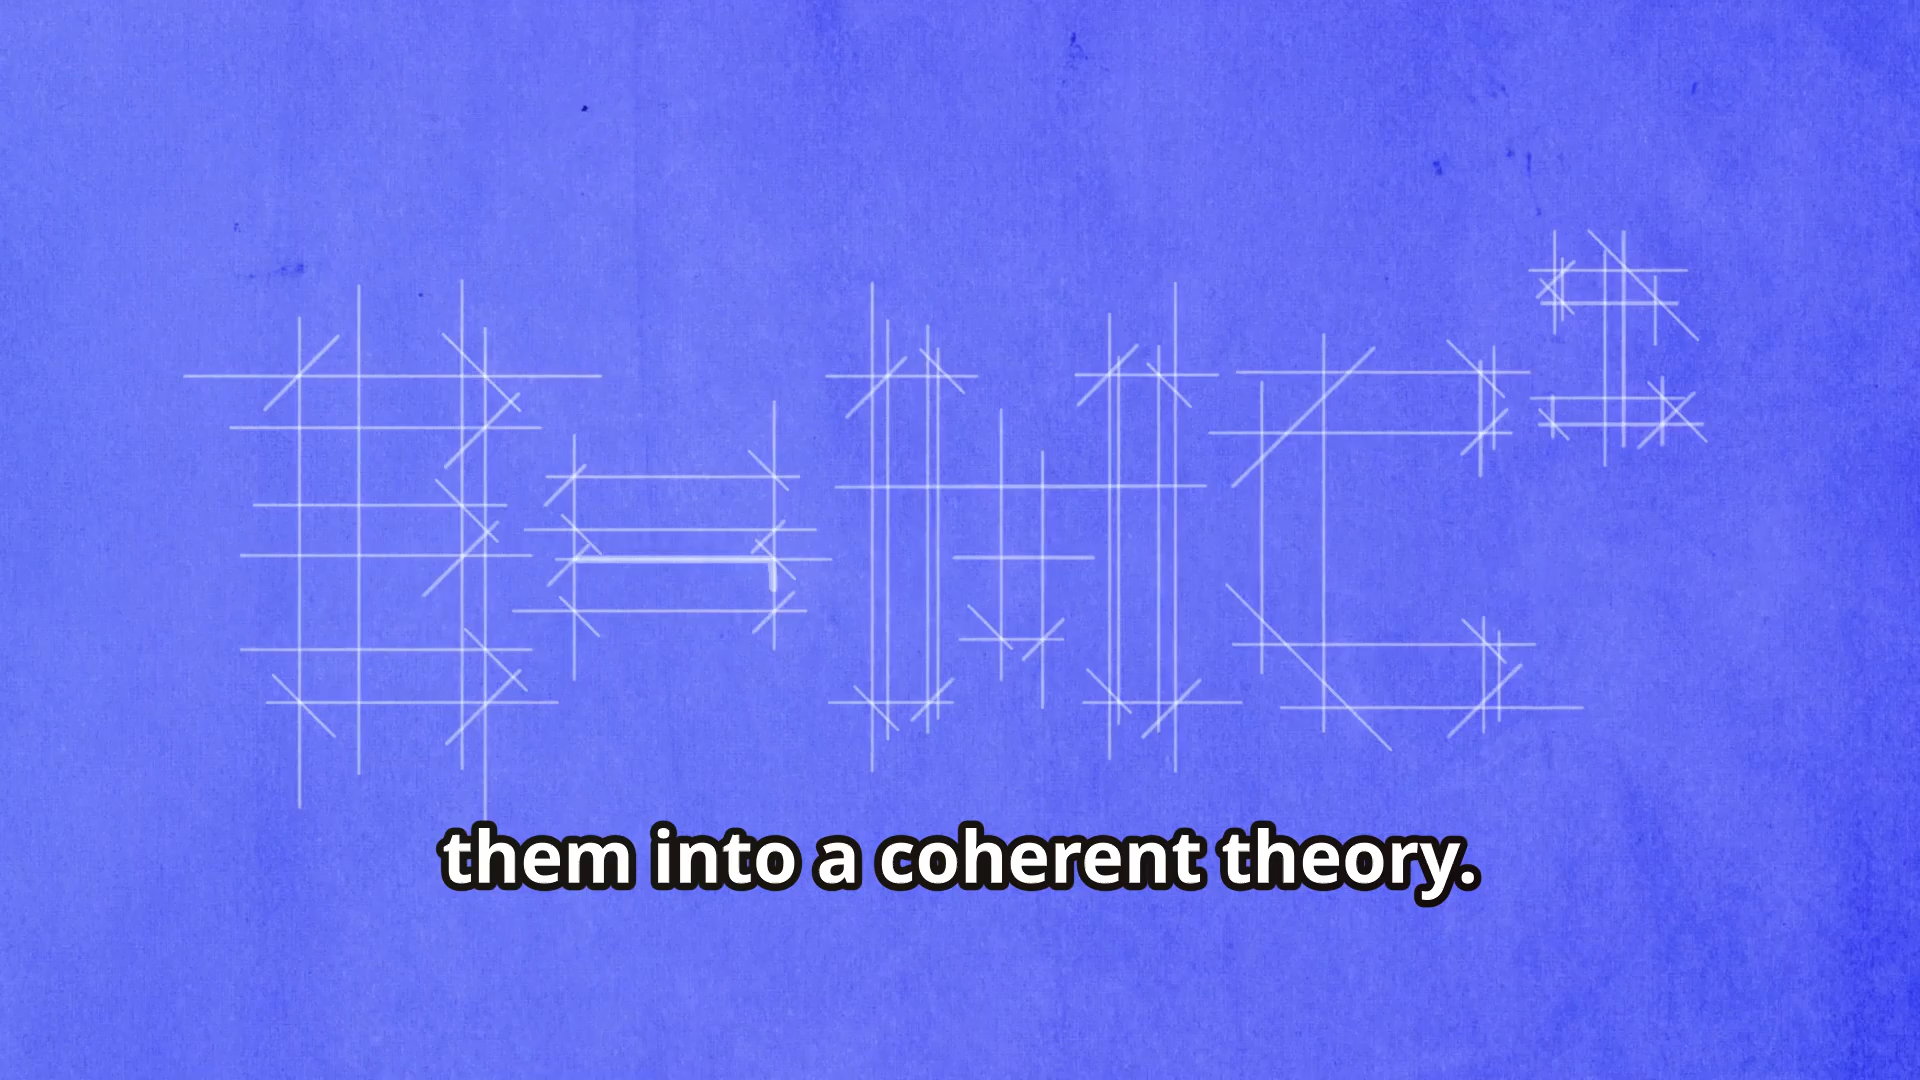 them into a coherent theory.